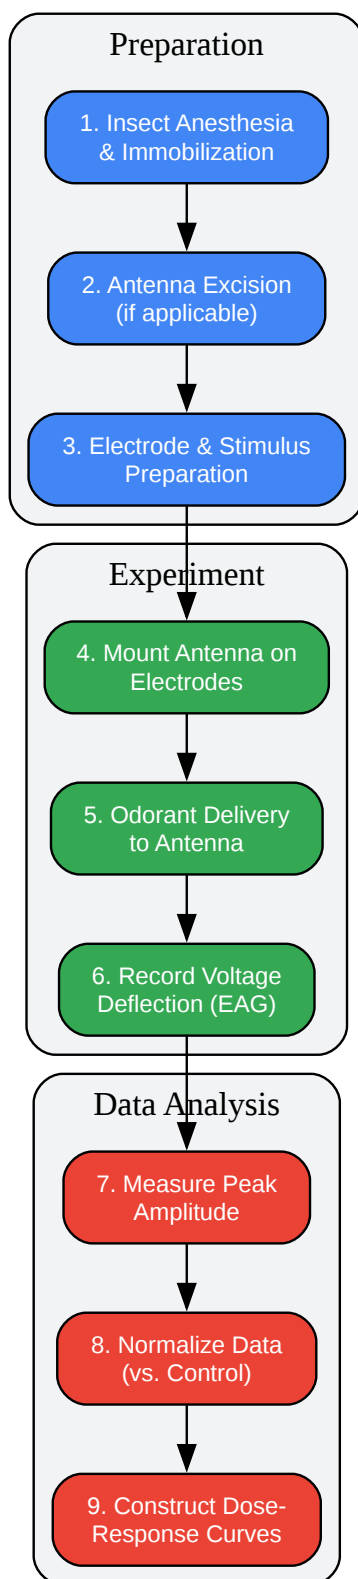 Preparation
1. Insect Anesthesia
& Immobilization
2. Antenna Excision
(if applicable)
3. Electrode & Stimulus
Preparation
Experiment
4. Mount Antenna on
Electrodes
5. Odorant Delivery
to Antenna
6. Record Voltage
Deflection (EAG)
Data Analysis
7. Measure Peak
Amplitude
8. Normalize Data
(vs. Control)
9. Construct Dose-
Response Curves